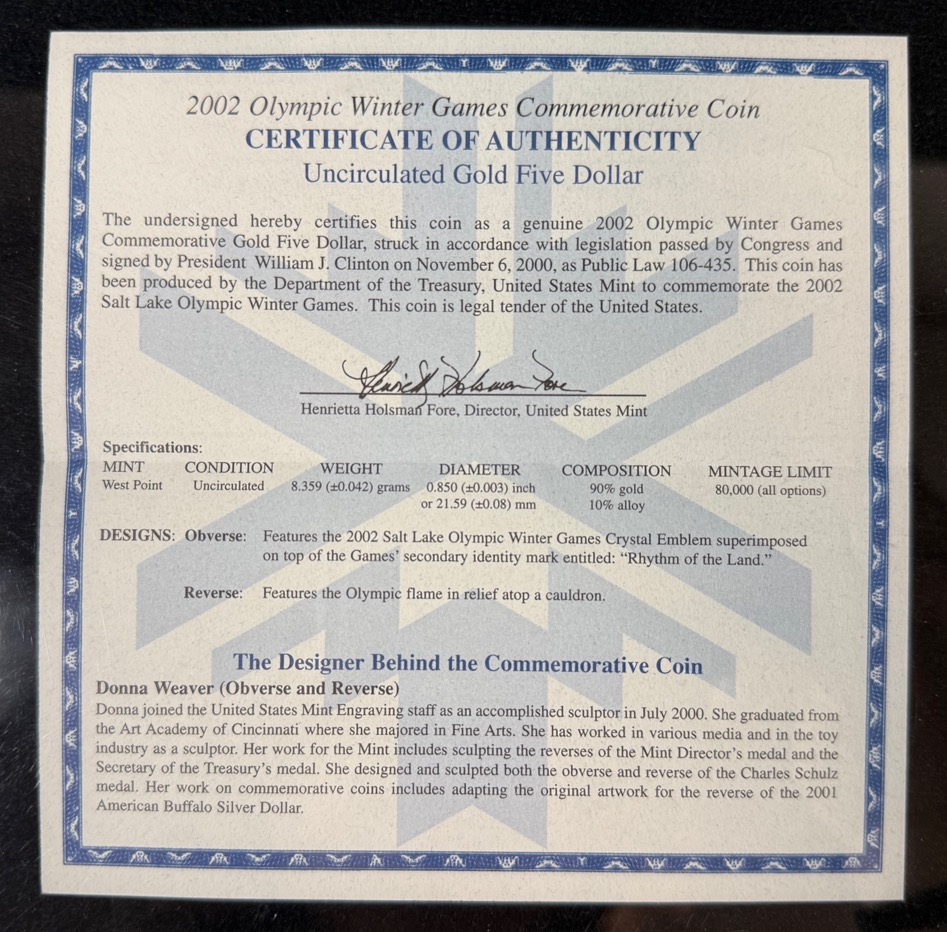 2002 Olympic Winter Games Commemorative Coin
CERTIFICATE OF AUTHENTICITY
Uncirculated Gold Five Dollar
The undersigned hereby certifies this coin as a genuine 2002 Olympic Winter Games
Commemorative Gold Five Dollar, struck in accordance with legislation passed by Congress and
signed by President William J. Clinton on November 6, 2000, as Public Law 106-435. This coin has
been produced by the Department of the Treasury, United States Mint to commemorate the 2002
Salt Lake Olympic Winter Games. This coin is legal tender of the United States.
Henrietta Holsman Fore
Henrietta Holsman Fore, Director, United States Mint
Specifications:
MINT CONDITION WEIGHT DIAMETER COMPOSITION MINTAGE LIMIT
West Point Uncirculated 8.359 (±0.042) grams 0.850 (±0.003) inch 90% gold 80,000 (all options)
or 21.59 (±0.08) mm 10% alloy
DESIGNS: Obverse: Features the 2002 Salt Lake Olympic Winter Games Crystal Emblem superimposed
on top of the Games' secondary identity mark entitled: “Rhythm of the Land.”
Reverse: Features the Olympic flame in relief atop a cauldron.
The Designer Behind the Commemorative Coin
Donna Weaver (Obverse and Reverse)
Donna joined the United States Mint Engraving staff as an accomplished sculptor in July 2000. She graduated from
the Art Academy of Cincinnati where she majored in Fine Arts. She has worked in various media and in the toy
industry as a sculptor. Her work for the Mint includes sculpting the reverses of the Mint Director's medal and the
Secretary of the Treasury's medal. She designed and sculpted both the obverse and reverse of the Charles Schulz
medal. Her work on commemorative coins includes adapting the original artwork for the reverse of the 2001
American Buffalo Silver Dollar.